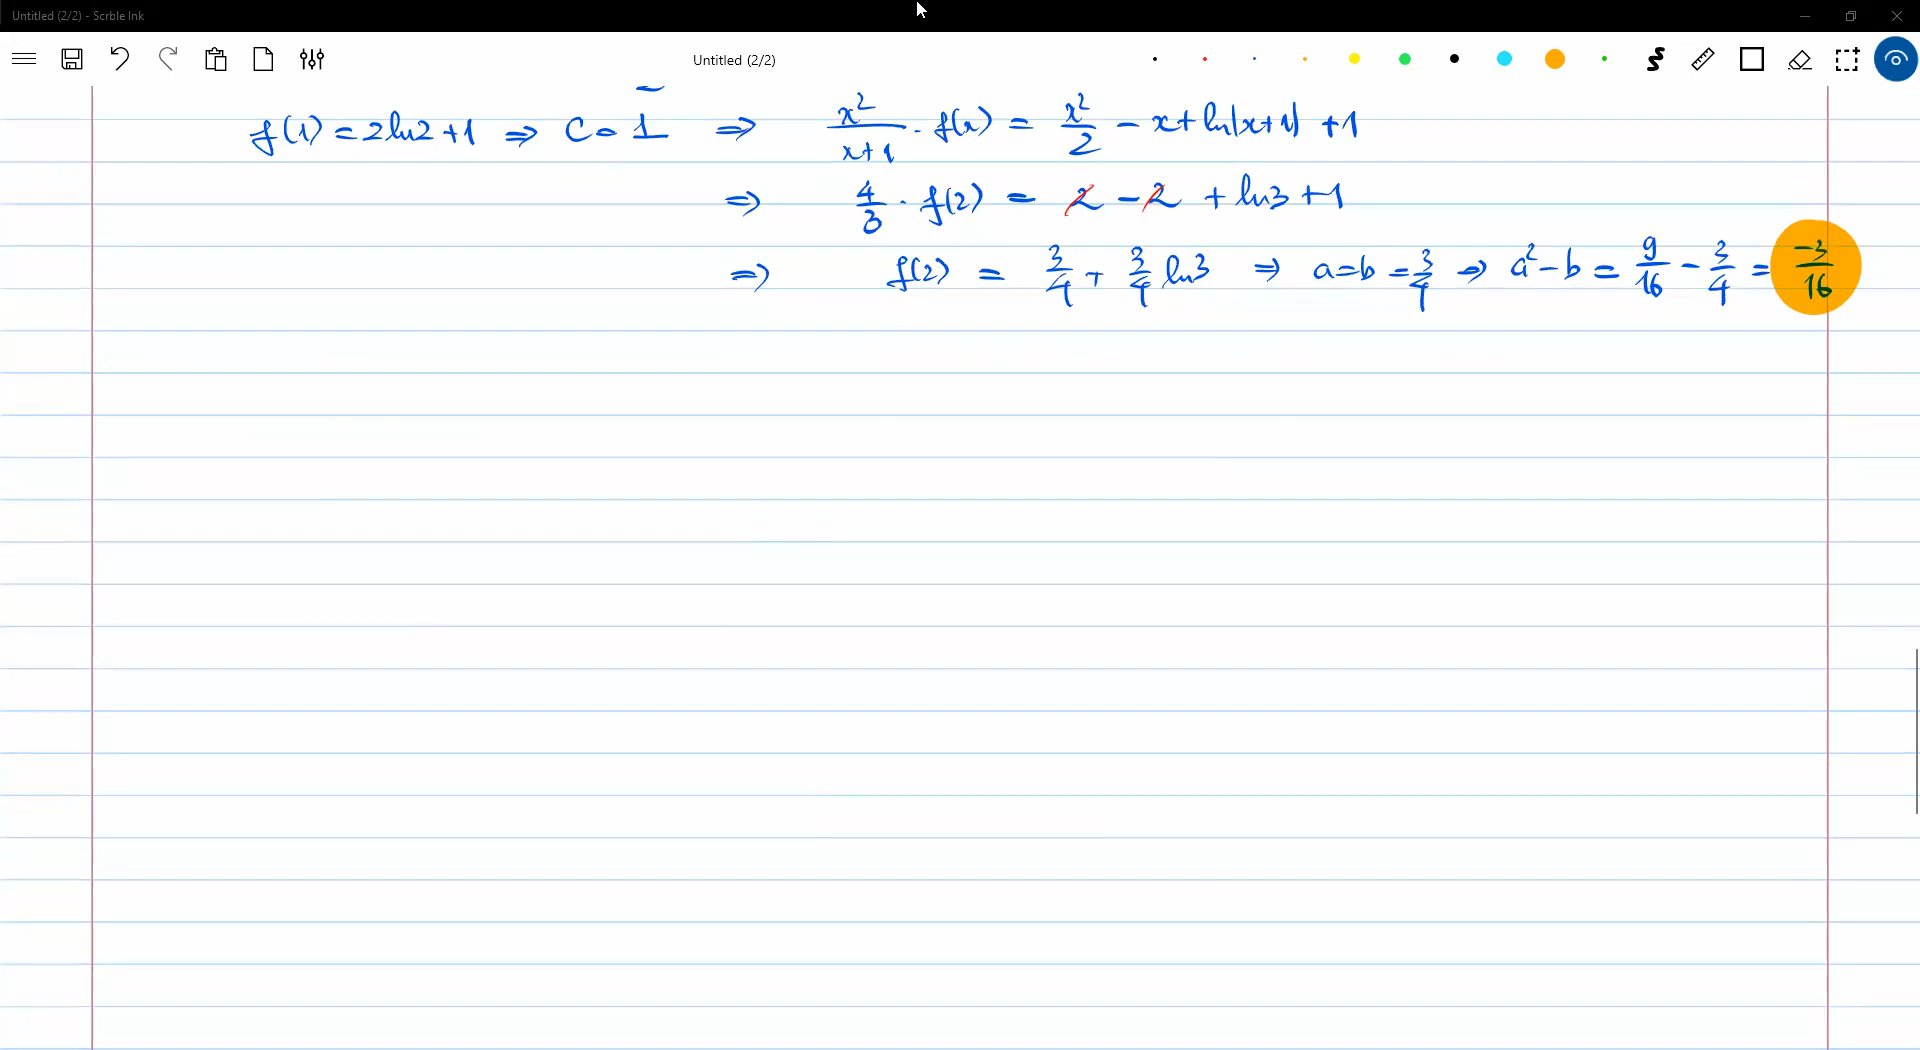 Untitled (2/2) - Scrble Ink
Untitled (2/2)
f(1) = 2ln2 + 1 ⇒ C = 1 ⇒ x²/(x+1) · f(x) = x²/2 - x + ln|x+1| + 1
⇒ 4/3 · f(2) = 2 - 2 + ln3 + 1
⇒ f(2) = 3/4 + 3/4 ln3 ⇒ a = b = 3/4 ⇒ a² - b = 9/16 - 3/4 = -3/16